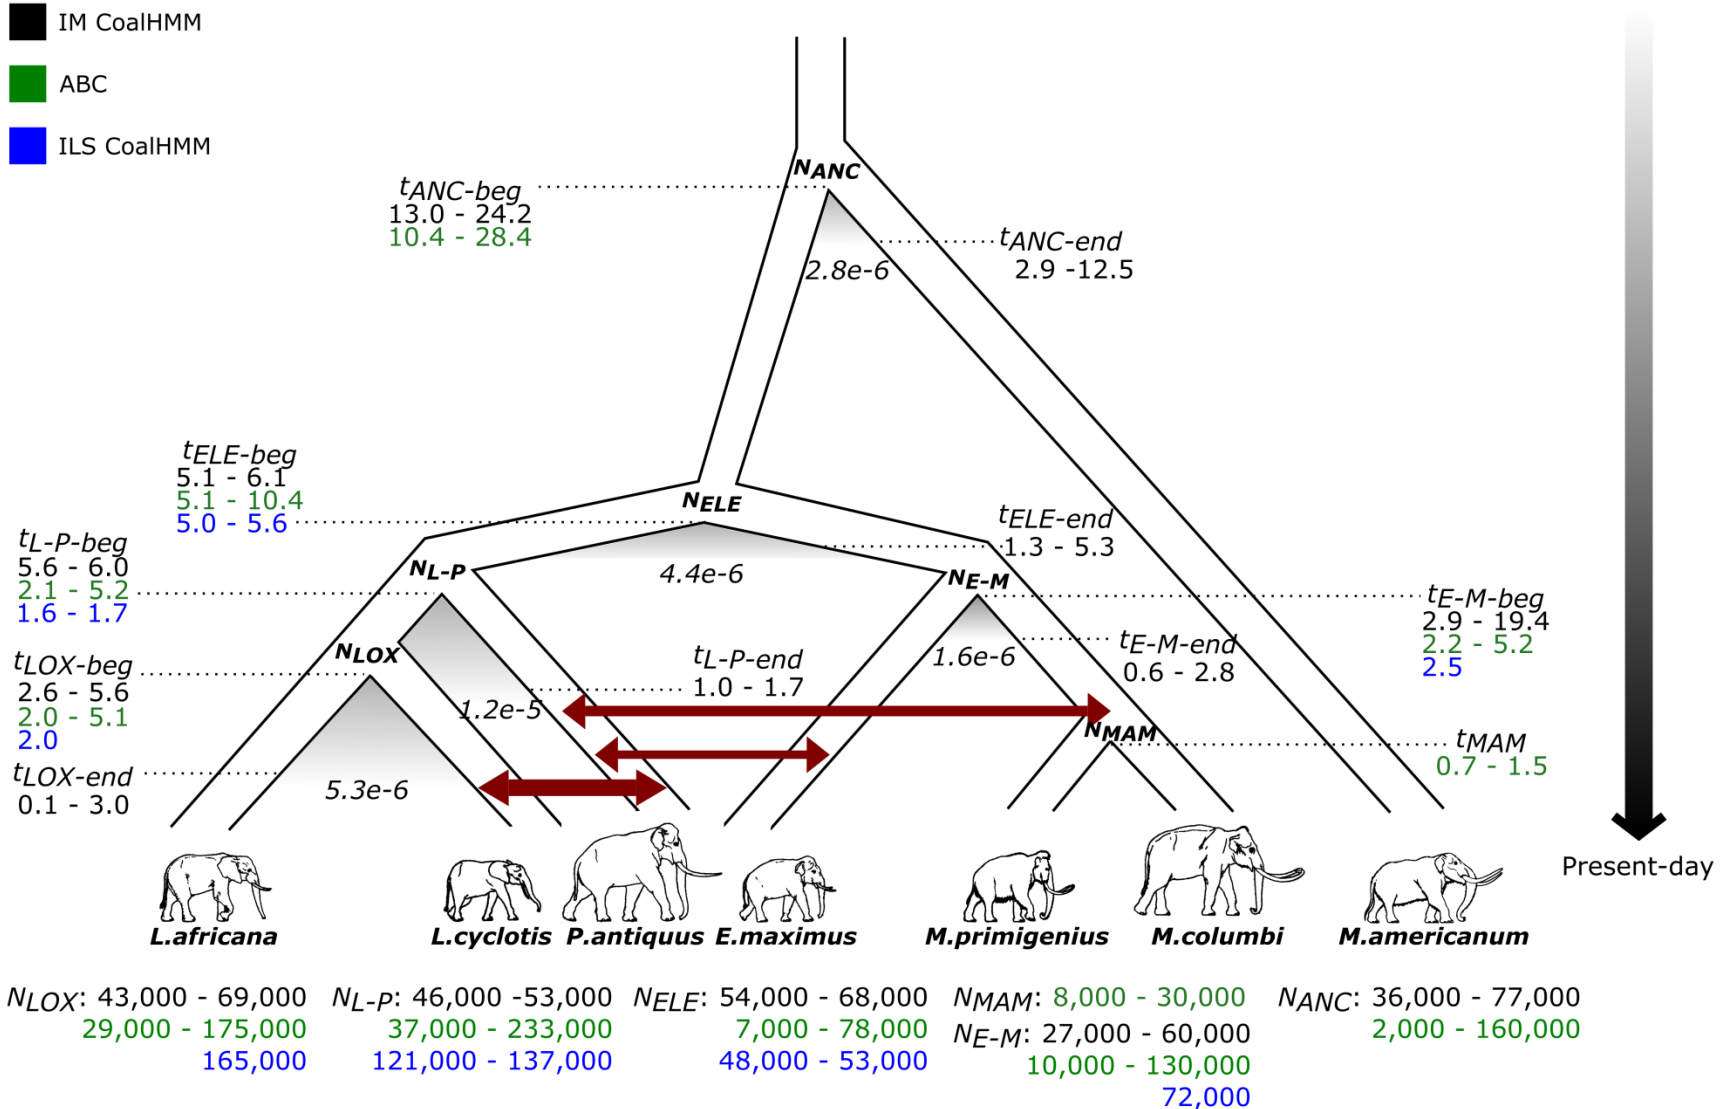 IM CoalHMM
ABC
ILS CoalHMM
NANC
tANC-beg
13.0 - 24.2
10.4 - 28.4
tANC-end
2.9 -12.5
2.8e-6
tELE-beg
5.1 - 6.1
5.1 - 10.4
5.0 - 5.6
NELE
tELE-end
1.3 - 5.3
4.4e-6
tL-P-beg
5.6 - 6.0
2.1 - 5.2
1.6 - 1.7
NL-P
NE-M
tE-M-beg
2.9 - 19.4
2.2 - 5.2
2.5
tE-M-end
0.6 - 2.8
1.6e-6
tLOX-beg
2.6 - 5.6
2.0 - 5.1
2.0
NLOX
tL-P-end
1.0 - 1.7
1.2e-5
NMAM
tMAM
0.7 - 1.5
tLOX-end
0.1 - 3.0
5.3e-6
Present-day
L.africana L.cyclotis P.antiquus E.maximus M.primigenius M.columbi M.americanum
NLOX: 43,000 - 69,000 NL-P: 46,000 -53,000 NELE: 54,000 - 68,000 NMAM: 8,000 - 30,000 NANC: 36,000 - 77,000
29,000 - 175,000 37,000 - 233,000 7,000 - 78,000 NE-M: 27,000 - 60,000 2,000 - 160,000
165,000 121,000 - 137,000 48,000 - 53,000 10,000 - 130,000
72,000